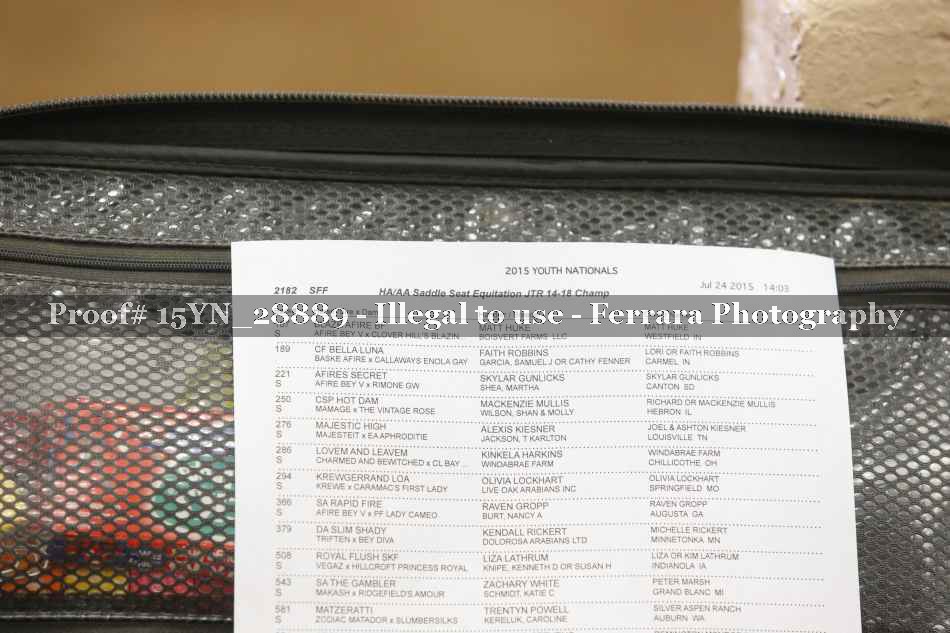 2015 YOUTH NATIONALS
2182 SFF HA/AA Saddle Seat Equitation JTR 14-18 Champ Jul 24 2015 14:03
Proof# 15YN_28889 - Illegal to use - Ferrara Photography
BLAZE AFIRE BF MATT HUKE MATT HUKE
S AFIRE BEY V x CLOVER HILL'S BLAZIN ... BOISVERT FARMS, LLC WESTFIELD IN
189 CF BELLA LUNA FAITH ROBBINS LORI OR FAITH ROBBINS
S BASKE AFIRE x CALLAWAYS ENOLA GAY GARCIA, SAMUEL J OR CATHY FENNER CARMEL IN
221 AFIRES SECRET SKYLAR GUNLICKS SKYLAR GUNLICKS
S AFIRE BEY V x RIMONE GW SHEA, MARTHA CANTON SD
250 CSP HOT DAM MACKENZIE MULLIS RICHARD OR MACKENZIE MULLIS
S MAMAGE x THE VINTAGE ROSE WILSON, SHAN & MOLLY HEBRON IL
276 MAJESTIC HIGH ALEXIS KIESNER JOEL & ASHTON KIESNER
S MAJESTEIT x EA APHRODITIE JACKSON, T KARLTON LOUISVILLE TN
286 LOVEM AND LEAVEM KINKELA HARKINS WINDABRAE FARM
S CHARMED AND BEWITCHED x CL BAY ... WINDABRAE FARM CHILLICOTHE OH
294 KREWGERRAND LOA OLIVIA LOCKHART OLIVIA LOCKHART
S KREWE x CARAMAC'S FIRST LADY LIVE OAK ARABIANS INC SPRINGFIELD MO
366 SA RAPID FIRE RAVEN GROPP RAVEN GROPP
S AFIRE BEY V x PF LADY CAMEO BURT, NANCY A AUGUSTA GA
379 DA SLIM SHADY KENDALL RICKERT MICHELLE RICKERT
S TRIFTEN x BEY DIVA DOLOROSA ARABIANS LTD MINNETONKA MN
508 ROYAL FLUSH SKF LIZA LATHRUM LIZA OR KIM LATHRUM
S VEGAZ x HILLCROFT PRINCESS ROYAL KNIPE, KENNETH D OR SUSAN H INDIANOLA IA
543 SA THE GAMBLER ZACHARY WHITE PETER MARSH
S MAKASH x RIDGEFIELD'S AMOUR SCHMIDT, KATIE C GRAND BLANC MI
581 MATZERATTI TRENTYN POWELL SILVER ASPEN RANCH
S ZODIAC MATADOR x SLUMBERSILKS KERELUK, CAROLINE AUBURN WA